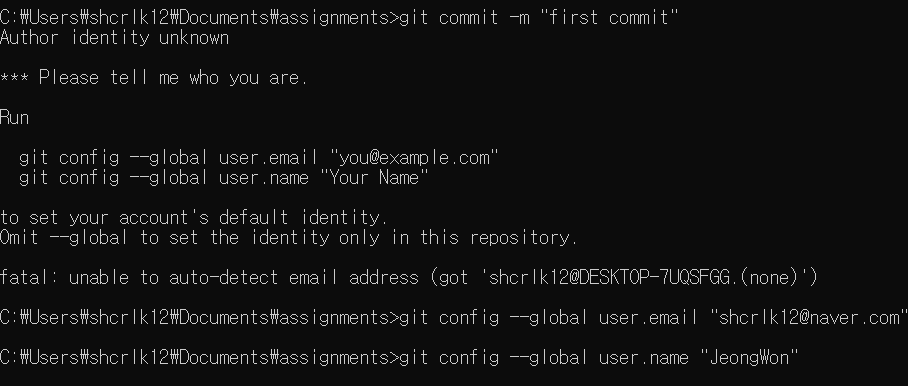 C:₩Users₩shcrlk12₩Documents₩assignments>git commit -m "first commit"
Author identity unknown
*** Please tell me who you are.
Run
git config --global user.email "you@example.com"
git config --global user.name "Your Name"
to set your account's default identity.
Omit --global to set the identity only in this repository.
fatal: unable to auto-detect email address (got 'shcrlk12@DESKTOP-7UQSFGG.(none)')
C:₩Users₩shcrlk12₩Documents₩assignments>git config --global user.email "shcrlk12@naver.com"
C:₩Users₩shcrlk12₩Documents₩assignments>git config --global user.name "JeongWon"